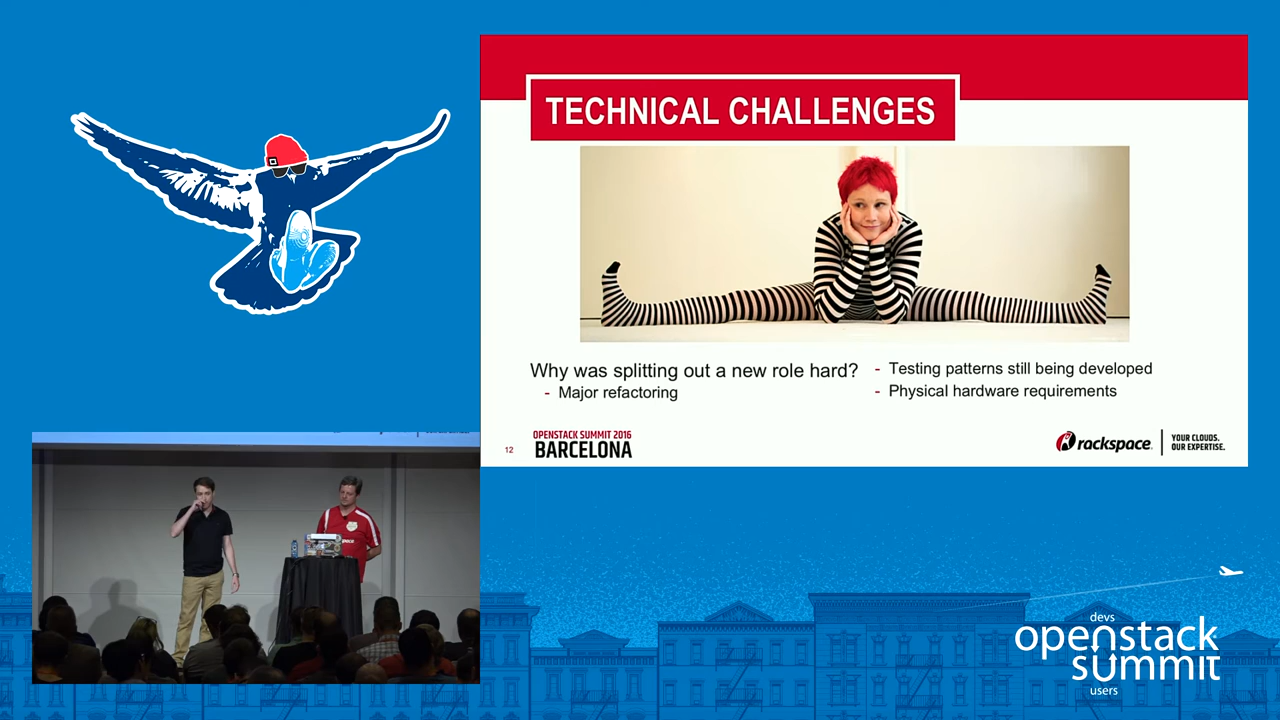 TECHNICAL CHALLENGES
Why was splitting out a new role hard?
- Major refactoring
- Testing patterns still being developed
- Physical hardware requirements
12
OPENSTACK SUMMIT 2016
BARCELONA
rackspace.
YOUR CLOUDS.
OUR EXPERTISE.
devs
openstack
summit
users